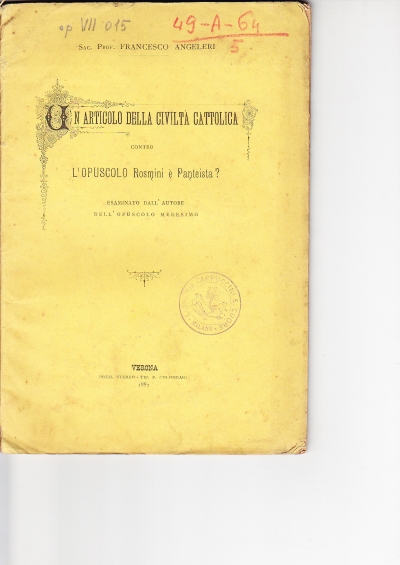 op VII 015
49-A-64
5.
Sac. Prof. FRANCESCO ANGELERI
UN ARTICOLO DELLA CIVILTÀ CATTOLICA
CONTRO
L'OPUSCOLO Rosmini è Panteista?
ESAMINATO DALL'AUTORE
DELL'OPUSCOLO MEDESIMO
MILANO
VERONA